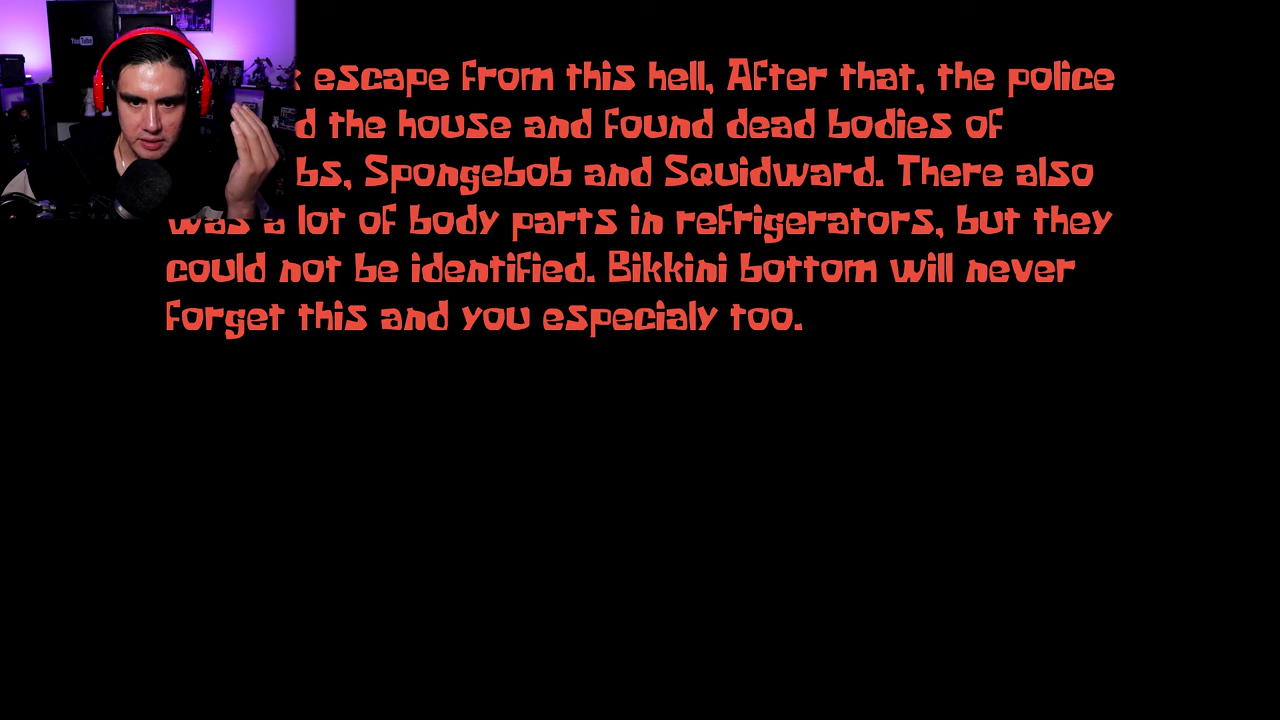 escape from this hell, After that, the police
the house and found dead bodies of
Spongebob and Squidward. There also
was a lot of body parts in refrigerators, but they
could not be identified. Bikkini bottom will never
forget this and you especialy too.
YouTube